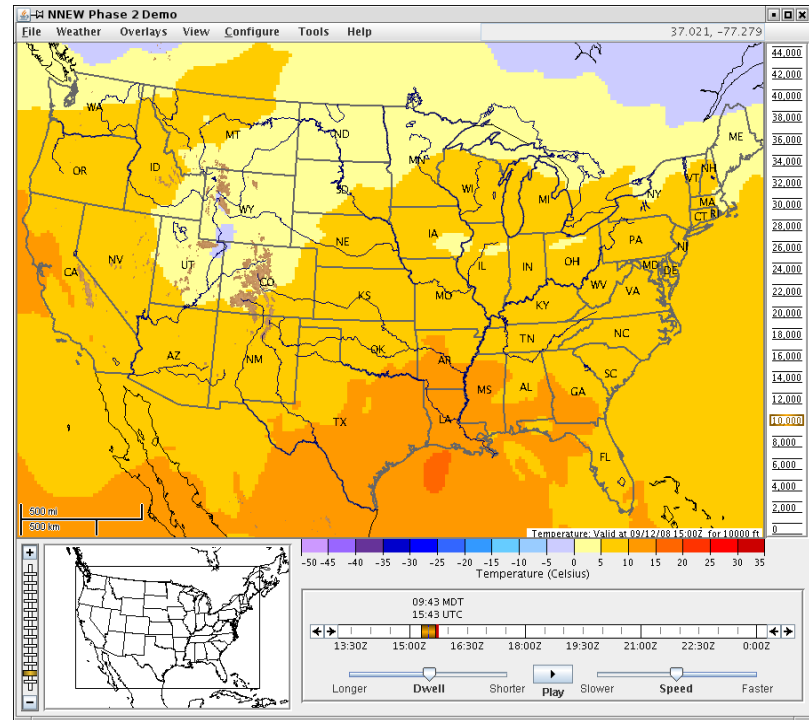 NNEW Phase 2 Demo
File Weather Overlays View Configure Tools Help 37.021, -77.279
44,000
42,000
40,000
38,000
36,000
34,000
32,000
30,000
28,000
26,000
24,000
22,000
20,000
18,000
16,000
14,000
12,000
10,000
8,000
6,000
4,000
2,000
0
WA
MT
ND
MN
ME
OR
ID
WY
SD
WI
MI
NY
VT
NH
MA
CT RI
NV
UT
CO
NE
IA
IL
IN
OH
PA
NJ
MD
DE
CA
KS
MO
KY
WV
VA
AZ
NM
OK
AR
TN
NC
TX
LA
MS
AL
GA
SC
FL
500 mi
500 km
Temperature: Valid at 09/12/08 15:00Z for 10000 ft
-50 -45 -40 -35 -30 -25 -20 -15 -10 -5 0 5 10 15 20 25 30 35
Temperature (Celsius)
09:43 MDT
15:43 UTC
13:30Z 15:00Z 16:30Z 18:00Z 19:30Z 21:00Z 22:30Z 0:00Z
Longer Dwell Shorter Play Slower Speed Faster